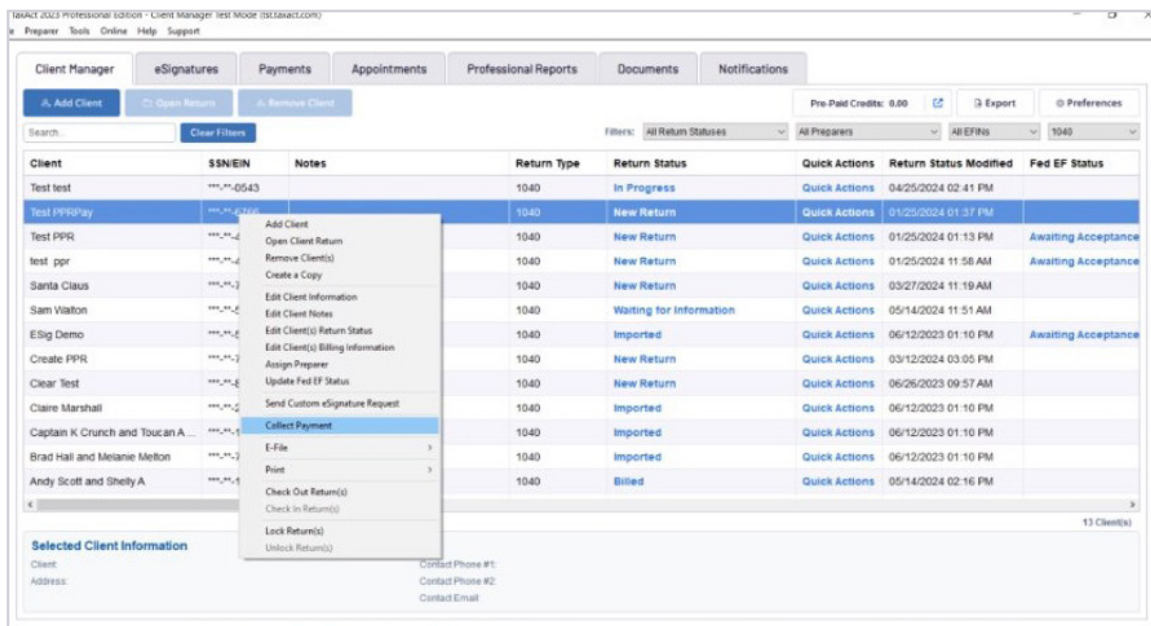 TaxAct 2023 Professional Edition - Client Manager Test Mode (tst.taxact.com)
e Preparer Tools Online Help Support
Client Manager eSignatures Payments Appointments Professional Reports Documents Notifications
Add Client Open Return Remove Client Pre-Paid Credits: 0.00 Export Preferences
Search... Clear Filters Filters: All Return Statuses All Preparers All EFINs 1040
Client SSN/EIN Notes Return Type Return Status Quick Actions Return Status Modified Fed EF Status
Test test ***-**-0543 1040 In Progress Quick Actions 04/25/2024 02:41 PM
Test PPRPay 1040 New Return Quick Actions 01/25/2024 01:37 PM
Test PPR ***-**-4 1040 New Return Quick Actions 01/25/2024 01:13 PM Awaiting Acceptance
test ppr ***-**-4 1040 New Return Quick Actions 01/25/2024 11:58 AM Awaiting Acceptance
Santa Claus ***-**-7 1040 New Return Quick Actions 03/27/2024 11:19 AM
Sam Walton 1040 Waiting for Information Quick Actions 05/14/2024 11:51 AM
ESig Demo 1040 Imported Quick Actions 06/12/2023 01:10 PM Awaiting Acceptance
Create PPR ***-**-7 1040 New Return Quick Actions 03/12/2024 03:05 PM
Clear Test 1040 New Return Quick Actions 06/26/2023 09:57 AM
Claire Marshall ***-**-2 1040 Imported Quick Actions 06/12/2023 01:10 PM
Captain K Crunch and Toucan A ... ***-**-1 1040 Imported Quick Actions 06/12/2023 01:10 PM
Brad Hall and Melanie Melton ***-**-7 1040 Imported Quick Actions 06/12/2023 01:10 PM
Andy Scott and Shelly A ***-**-1 1040 Billed Quick Actions 05/14/2024 02:16 PM
Add Client
Open Client Return
Remove Client(s)
Create a Copy
Edit Client Information
Edit Client Notes
Edit Client(s) Return Status
Edit Client(s) Billing Information
Assign Preparer
Update Fed EF Status
Send Custom eSignature Request
Collect Payment
E-File
Print
Check Out Return(s)
Check In Return(s)
Lock Return(s)
Unlock Return(s)
13 Client(s)
Selected Client Information
Client: Contact Phone #1:
Address: Contact Phone #2:
Contact Email: